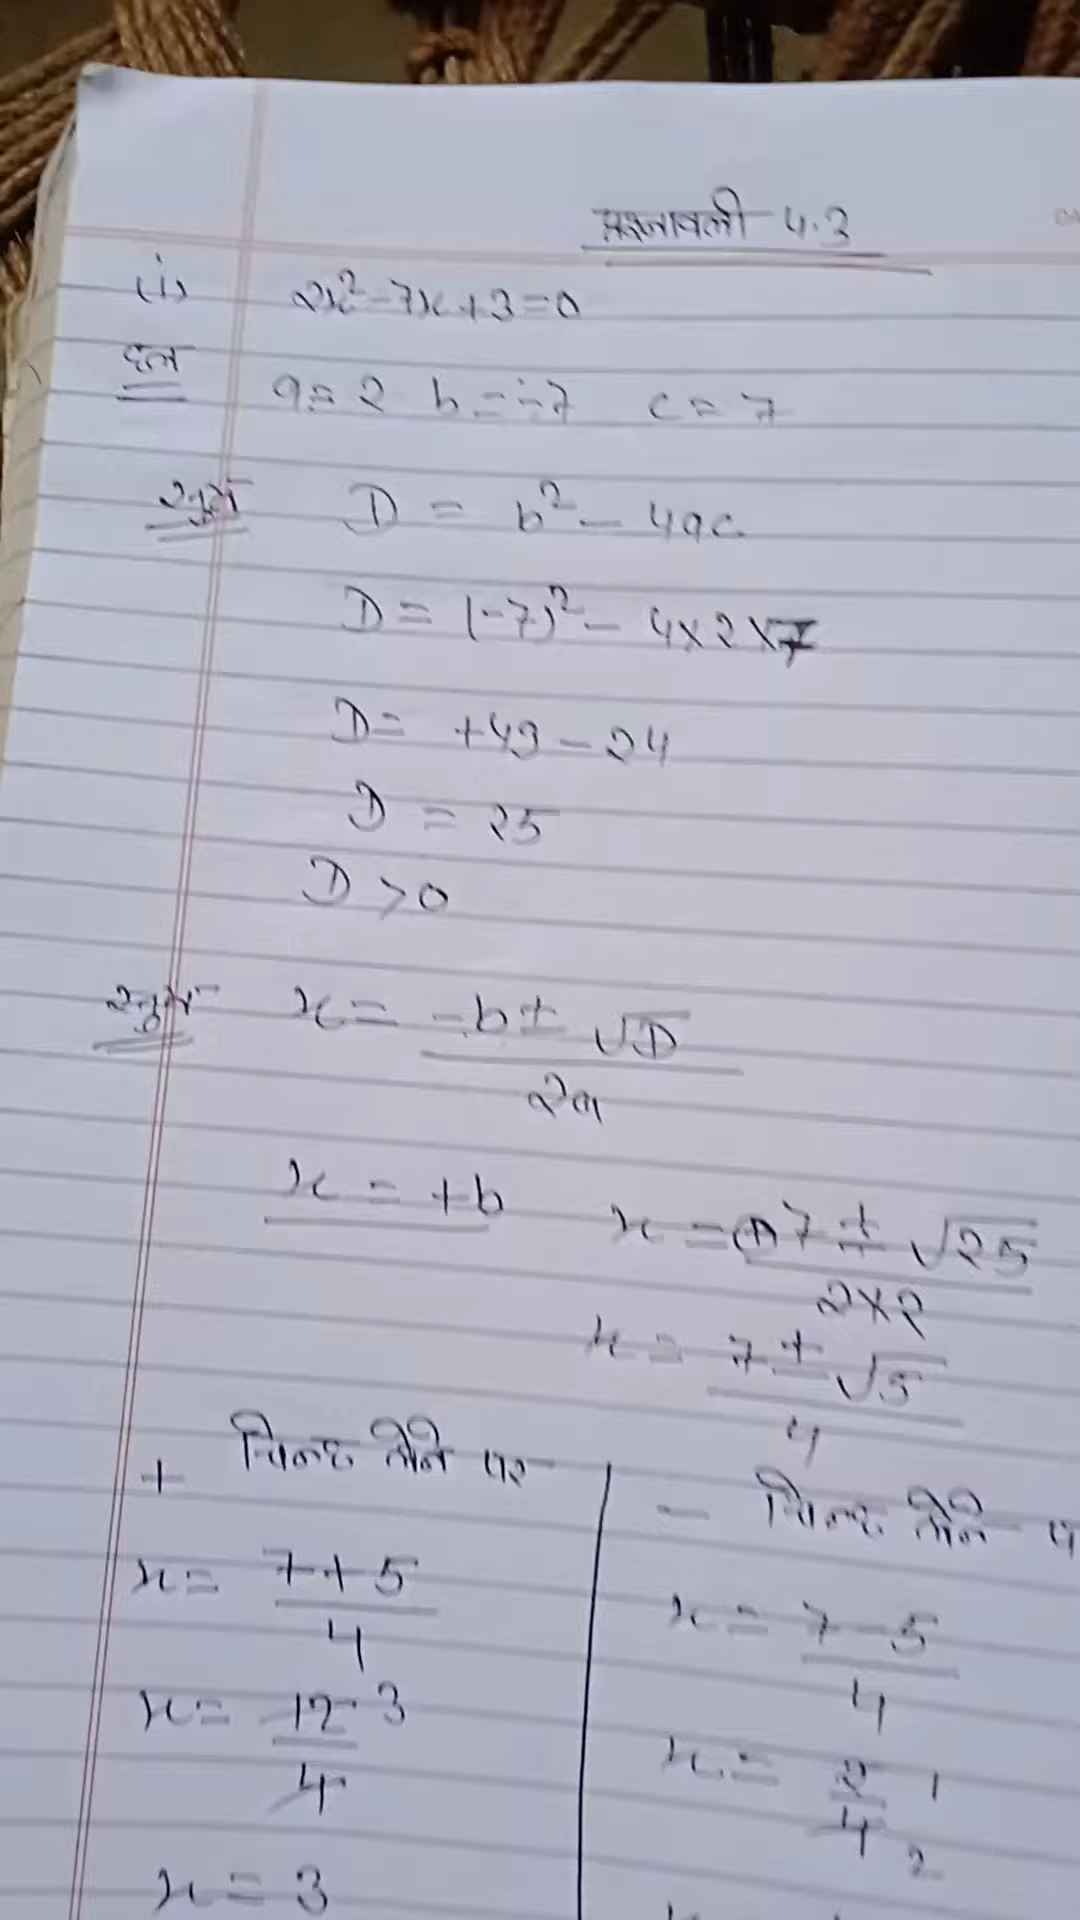 प्रश्नावली 4.3
(i) 2x²-7x+3=0
हल
a=2 b=-7 c=7
सूत्र D = b²-4ac
D = (-7)²-4×2×7
D = +49-24
D = 25
D >0
सूत्र x = -b±√D/2a
x = +b
x = +7±√25/2×2
x = 7±√5/4
+ चिन्ह लेने पर
x = 7+5/4
x = 12/4 3
x = 3
- चिन्ह लेने प
x = 7-5/4
x = 2/4 1 2